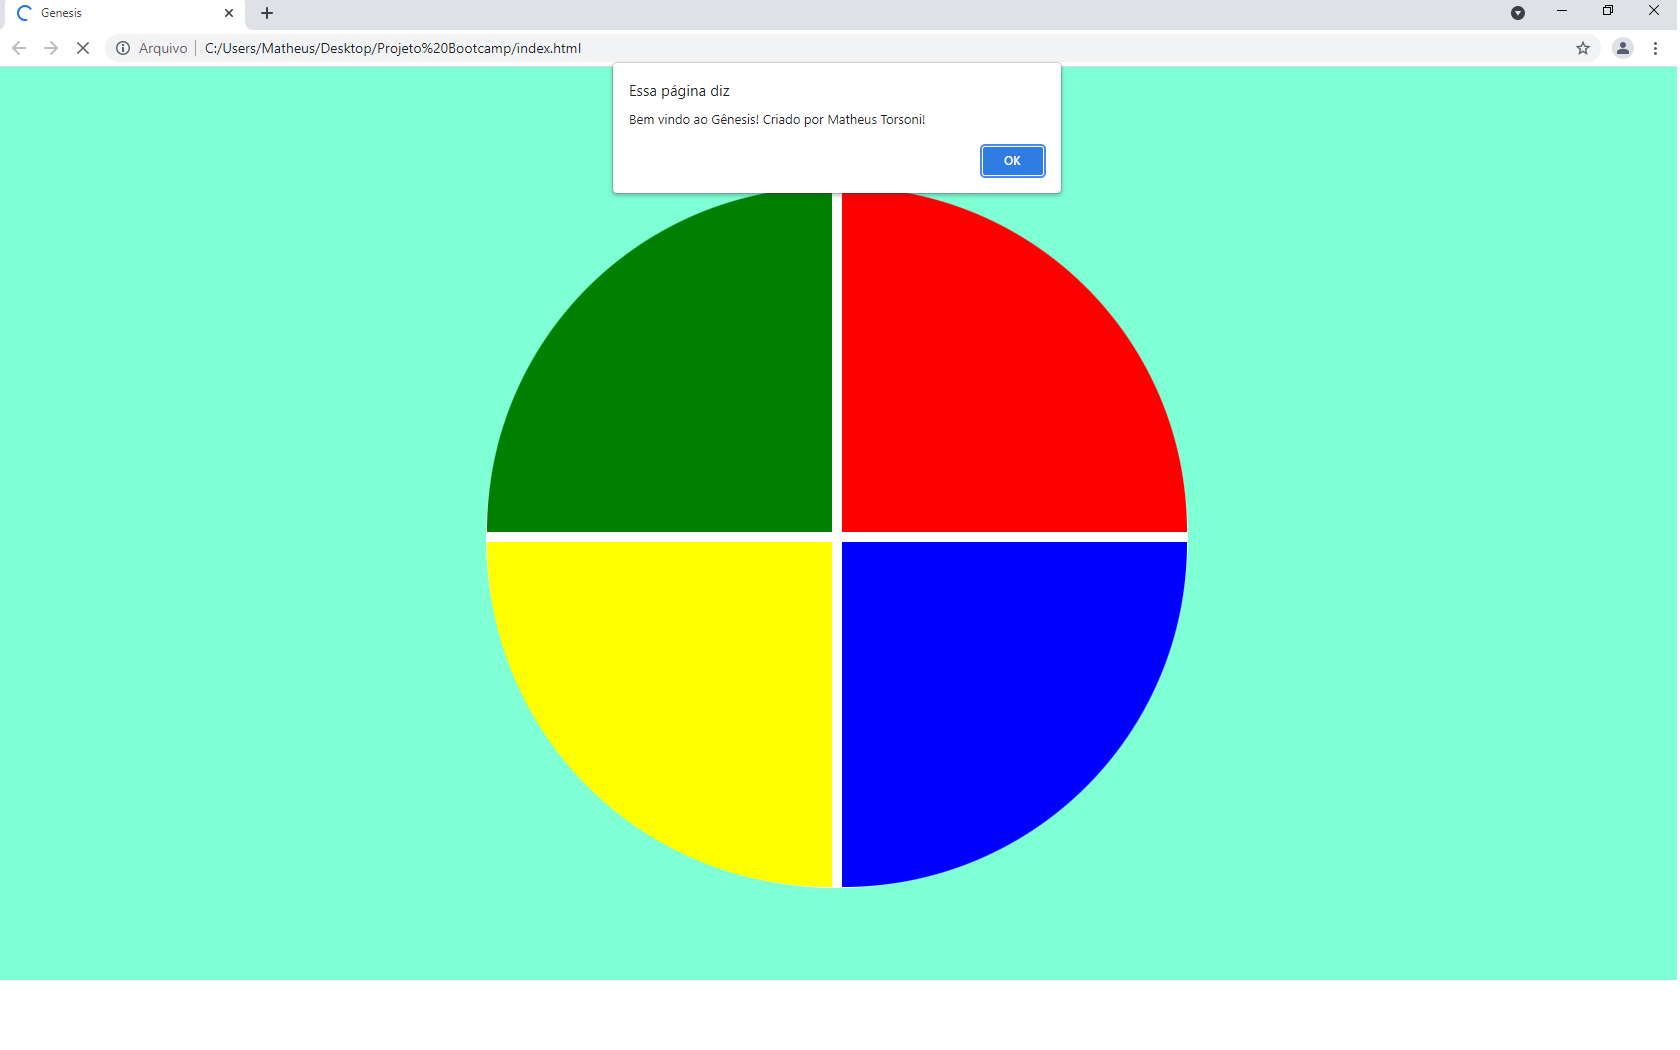 Genesis
Arquivo C:/Users/Matheus/Desktop/Projeto%20Bootcamp/index.html
Essa página diz
Bem vindo ao Gênesis! Criado por Matheus Torsoni!
OK